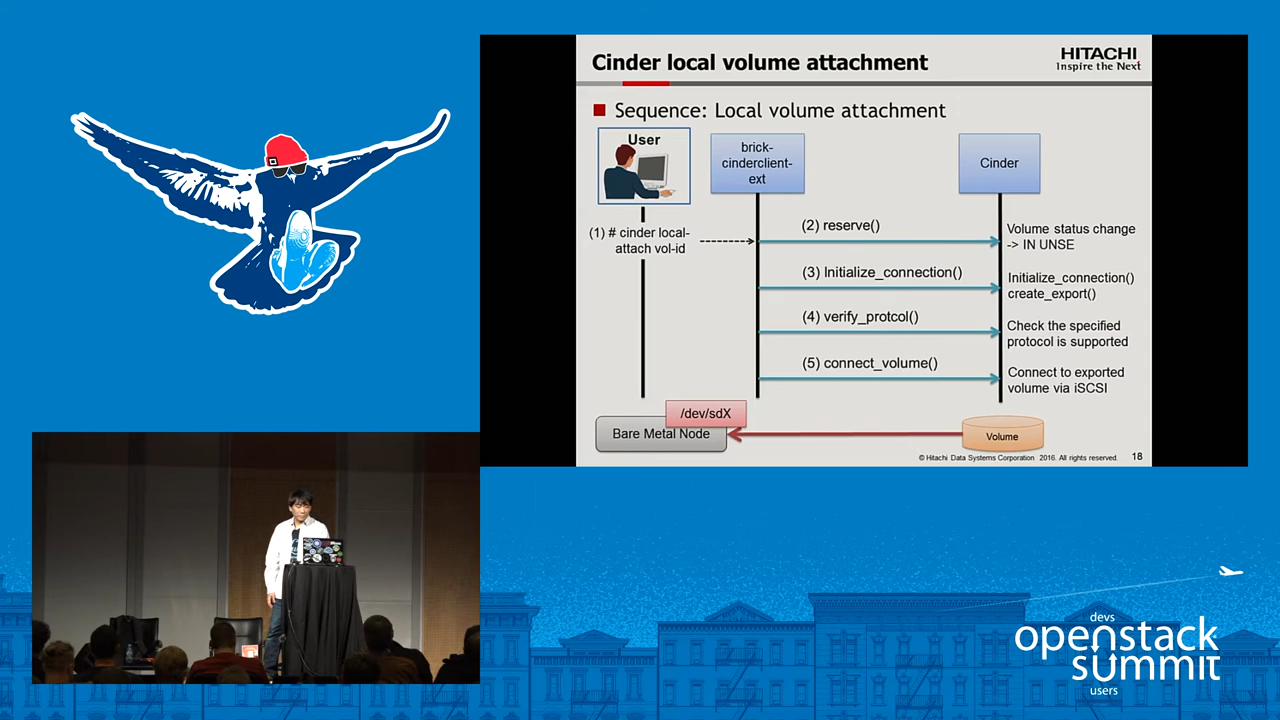 Cinder local volume attachment
HITACHI
Inspire the Next
Sequence: Local volume attachment
User
brick-
cinderclient-
ext
Cinder
(1) # cinder local-
attach vol-id
(2) reserve()
Volume status change
-> IN UNSE
(3) Initialize_connection()
Initialize_connection()
create_export()
(4) verify_protcol()
Check the specified
protocol is supported
(5) connect_volume()
Connect to exported
volume via iSCSI
/dev/sdX
Bare Metal Node
Volume
© Hitachi Data Systems Corporation 2016. All rights reserved.
18
devs
openstack
summit
users